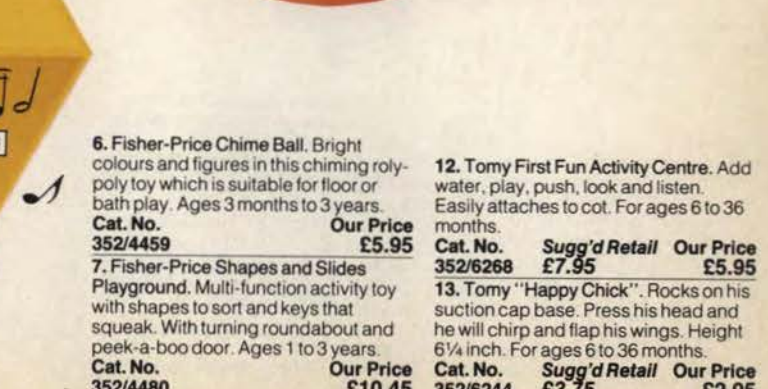 6. Fisher-Price Chime Ball. Bright
colours and figures in this chiming roly-
poly toy which is suitable for floor or
bath play. Ages 3 months to 3 years.
Cat. No. Our Price
352/4459 £5.95
7. Fisher-Price Shapes and Slides
Playground. Multi-function activity toy
with shapes to sort and keys that
squeak. With turning roundabout and
peek-a-boo door. Ages 1 to 3 years.
Cat. No. Our Price
352/4480 £10.45
12. Tomy First Fun Activity Centre. Add
water, play, push, look and listen.
Easily attaches to cot. For ages 6 to 36
months.
Cat. No. Sugg'd Retail Our Price
352/6268 £7.95 £5.95
13. Tomy "Happy Chick". Rocks on his
suction cap base. Press his head and
he will chirp and flap his wings. Height
6¼ inch. For ages 6 to 36 months.
Cat. No. Sugg'd Retail Our Price
352/6244